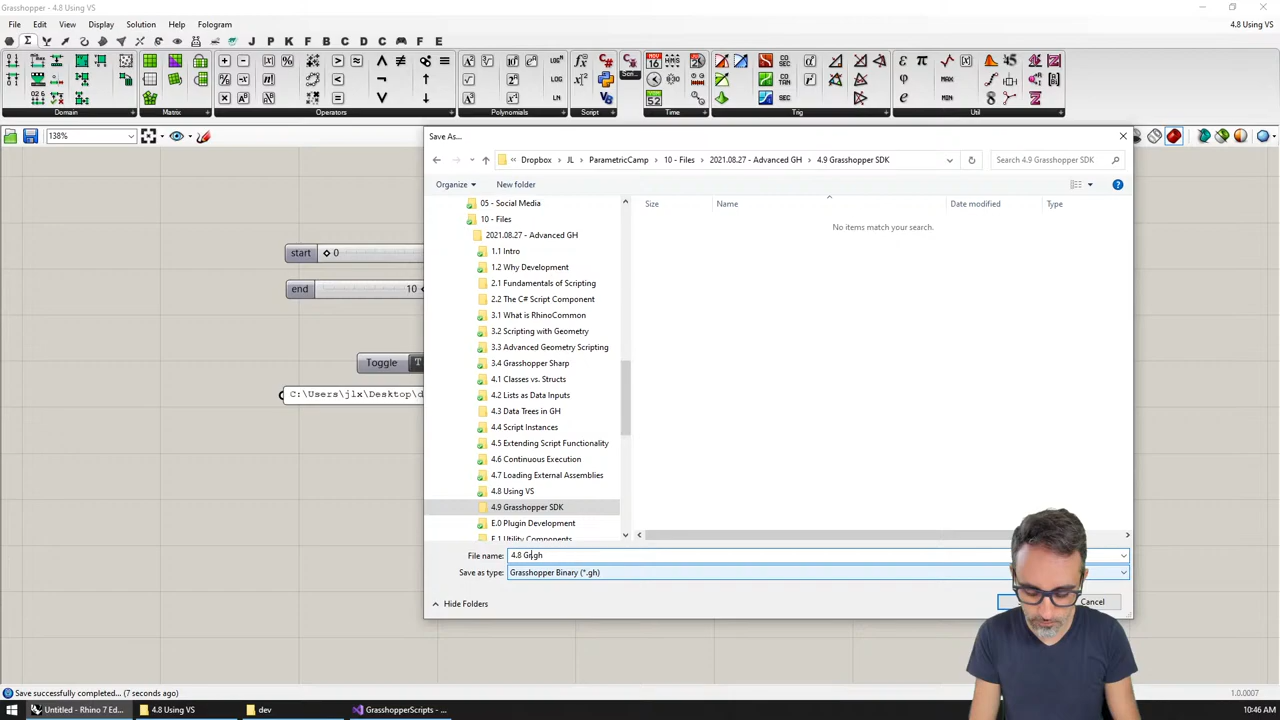 Grasshopper - 4.8 Using VS
File Edit View Display Solution Help Fologram
4.8 Using VS
Σ J P K F B C D C F E
Domain Matrix Operators Polynomials Script Time Trig Util
138%
Save As...
« Dropbox › JL › ParametricCamp › 10 - Files › 2021.08.27 - Advanced GH › 4.9 Grasshopper SDK
Search 4.9 Grasshopper SDK
Organize
New folder
05 - Social Media
10 - Files
2021.08.27 - Advanced GH
1.1 Intro
1.2 Why Development
2.1 Fundamentals of Scripting
2.2 The C# Script Component
3.1 What is RhinoCommon
3.2 Scripting with Geometry
3.3 Advanced Geometry Scripting
3.4 Grasshopper Sharp
4.1 Classes vs. Structs
4.2 Lists as Data Inputs
4.3 Data Trees in GH
4.4 Script Instances
4.5 Extending Script Functionality
4.6 Continuous Execution
4.7 Loading External Assemblies
4.8 Using VS
4.9 Grasshopper SDK
E.0 Plugin Development
E.1 Utility Components
Size Name Date modified Type
No items match your search.
start 0
end 10
Toggle T
C:\Users\jlx\Desktop\d
File name: 4.8 Gr.gh
Save as type: Grasshopper Binary (*.gh)
Hide Folders
Cancel
Save successfully completed... (7 seconds ago)
1.0.0007
Untitled - Rhino 7 Ed...
4.8 Using VS
dev
GrasshopperScripts - ...
10:46 AM